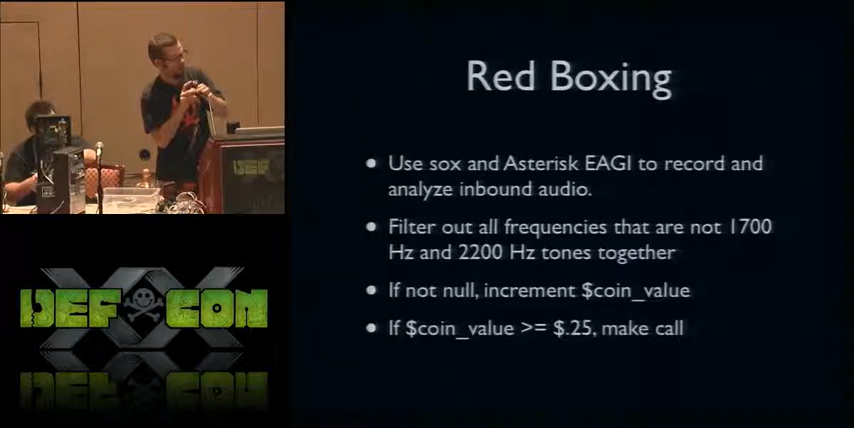 Red Boxing
• Use sox and Asterisk EAGI to record and
analyze inbound audio.
• Filter out all frequencies that are not 1700
Hz and 2200 Hz tones together
• If not null, increment $coin_value
• If $coin_value >= $.25, make call
DEF
DEF CON
XX